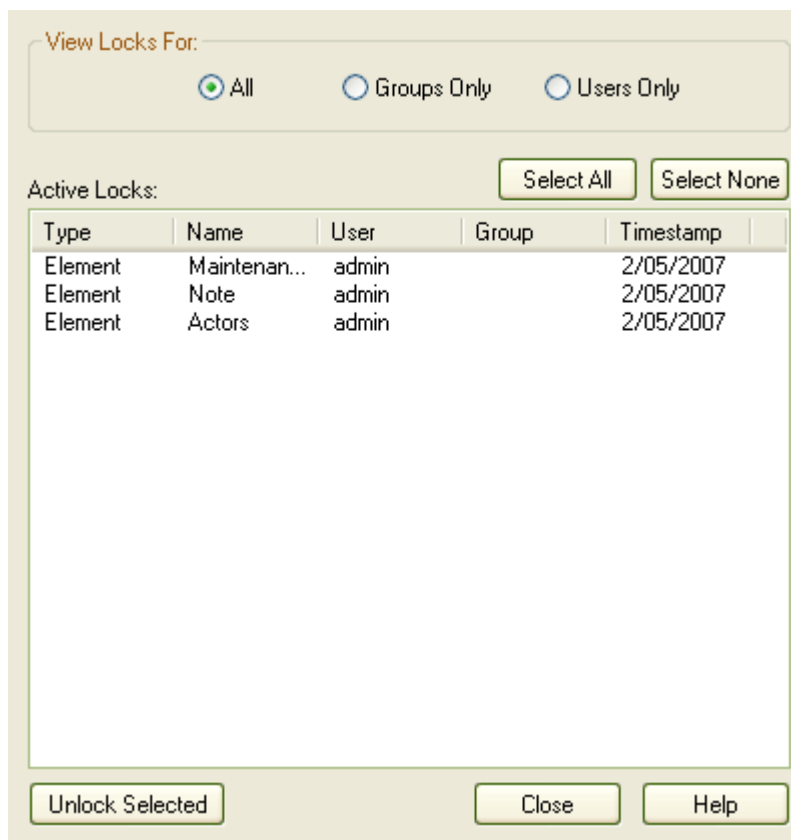 View Locks For:
All Groups Only Users Only
Select All Select None
Active Locks:
Type Name User Group Timestamp
Element Maintenan... admin 2/05/2007
Element Note admin 2/05/2007
Element Actors admin 2/05/2007
Unlock Selected Close Help